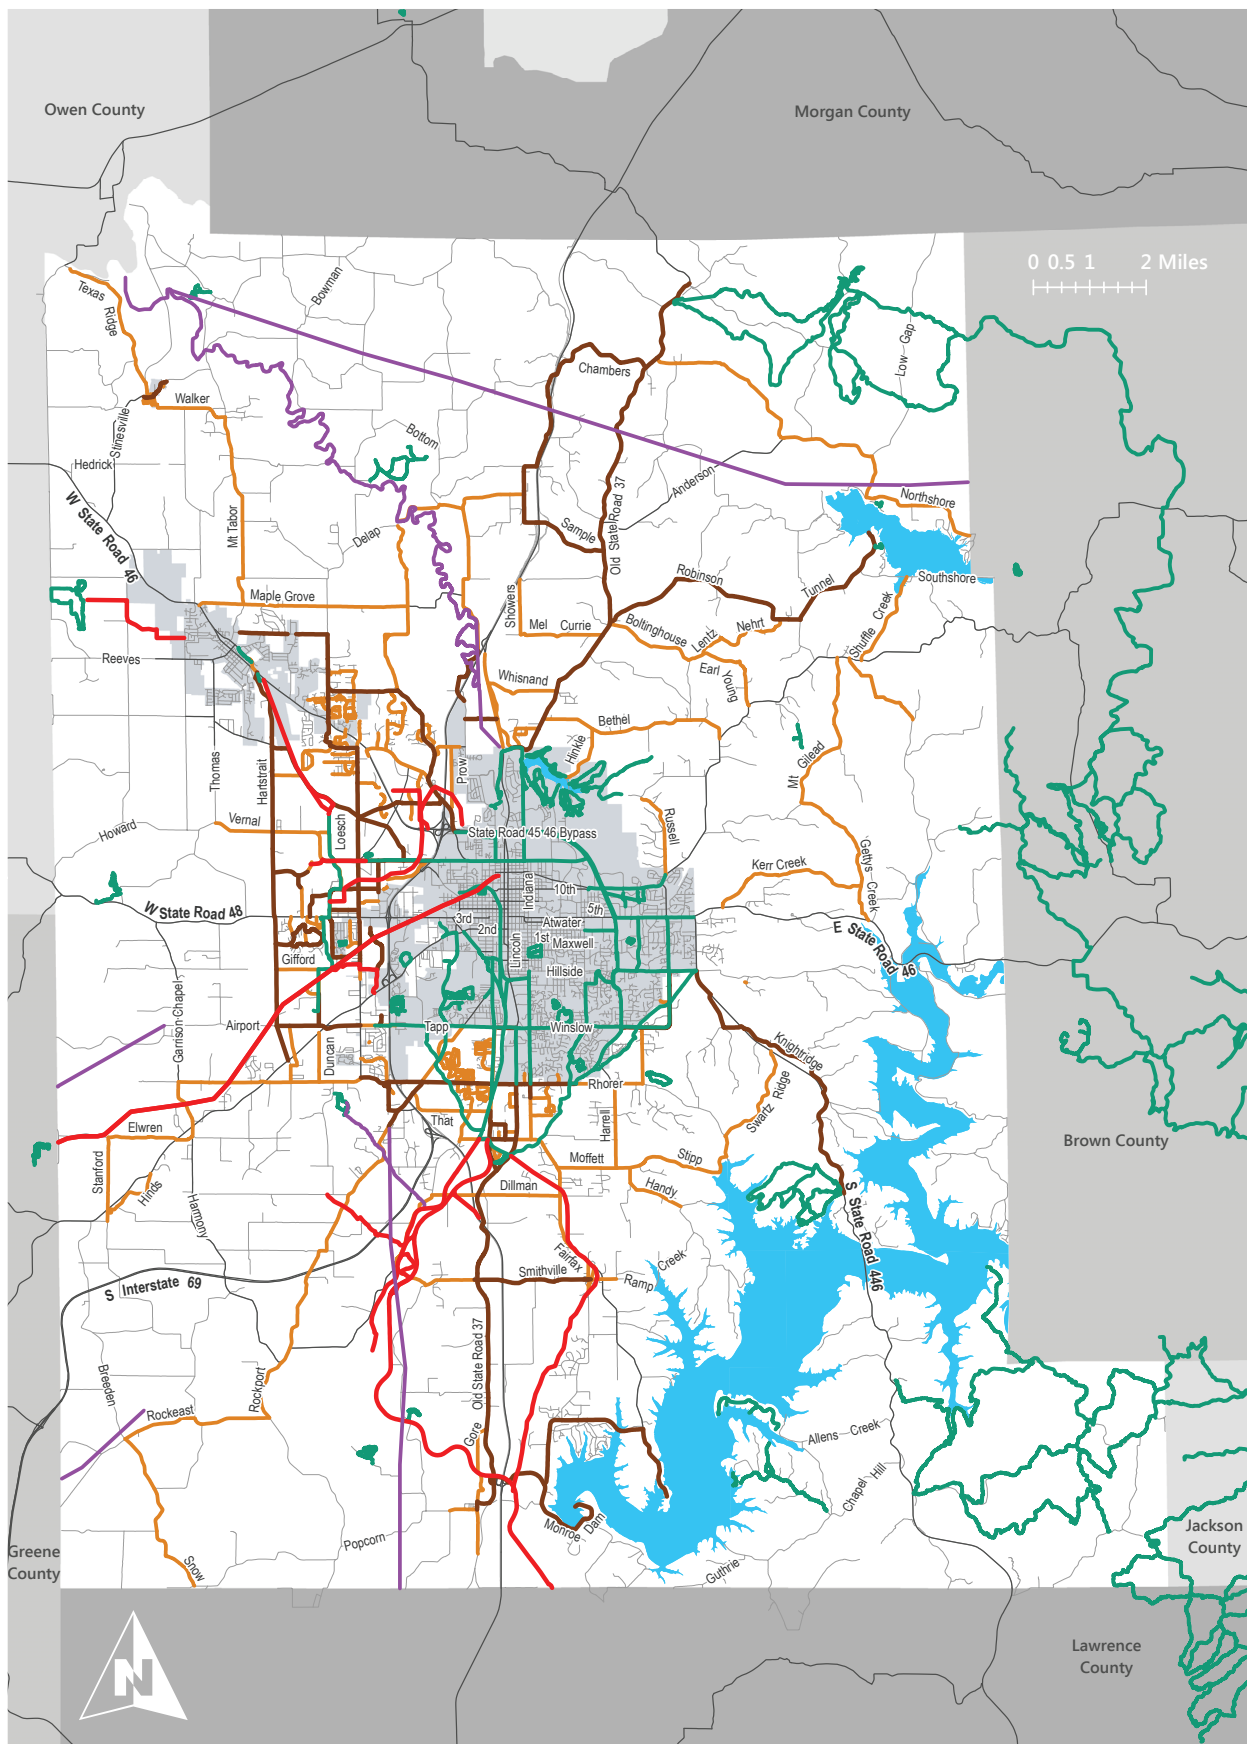 Owen County
Morgan County
0 0.5 1 2 Miles
Texas Ridge
Bowman
Low Gap
Chambers
Walker
Stinesville
Bottom
Hedrick
W State Road 46
Mt Tabor
Delap
Sample
Old State Road 37
Anderson
Northshore
Robinson
Tunnel
Southshore
Maple Grove
Showers
Mel Currie
Boltinghouse
Lentz
Nehrt
Shuffle Creek
Reeves
Whisnand
Earl Young
Bethel
Hinkle
Thomas
Hartstrait
Prow
Mt Gilead
Howard
Vernal
Loesch
State Road 45 46 Bypass
Russell
Kerr Creek
Gettys Creek
W State Road 48
Indiana
10th
5th
3rd
2nd
Atwater
1st
Maxwell
Lincoln
Hillside
E State Road 46
Gifford
Garrison Chapel
Airport
Tapp
Winslow
Duncan
Knightridge
Swartz Ridge
Rhorer
Elwren
That
Harrell
Brown County
Stanford
Hinds
Harmony
Moffett
Stipp
Dillman
Handy
S State Road 446
Fairfax
S Interstate 69
Smithville
Ramp Creek
Breeden
Rockport
Rockeast
Old State Road 37
Gore
Allens Creek
Chapel Hill
Monroe Dam
Popcorn
Snow
Guthrie
Greene
County
Jackson
County
Lawrence
County
N